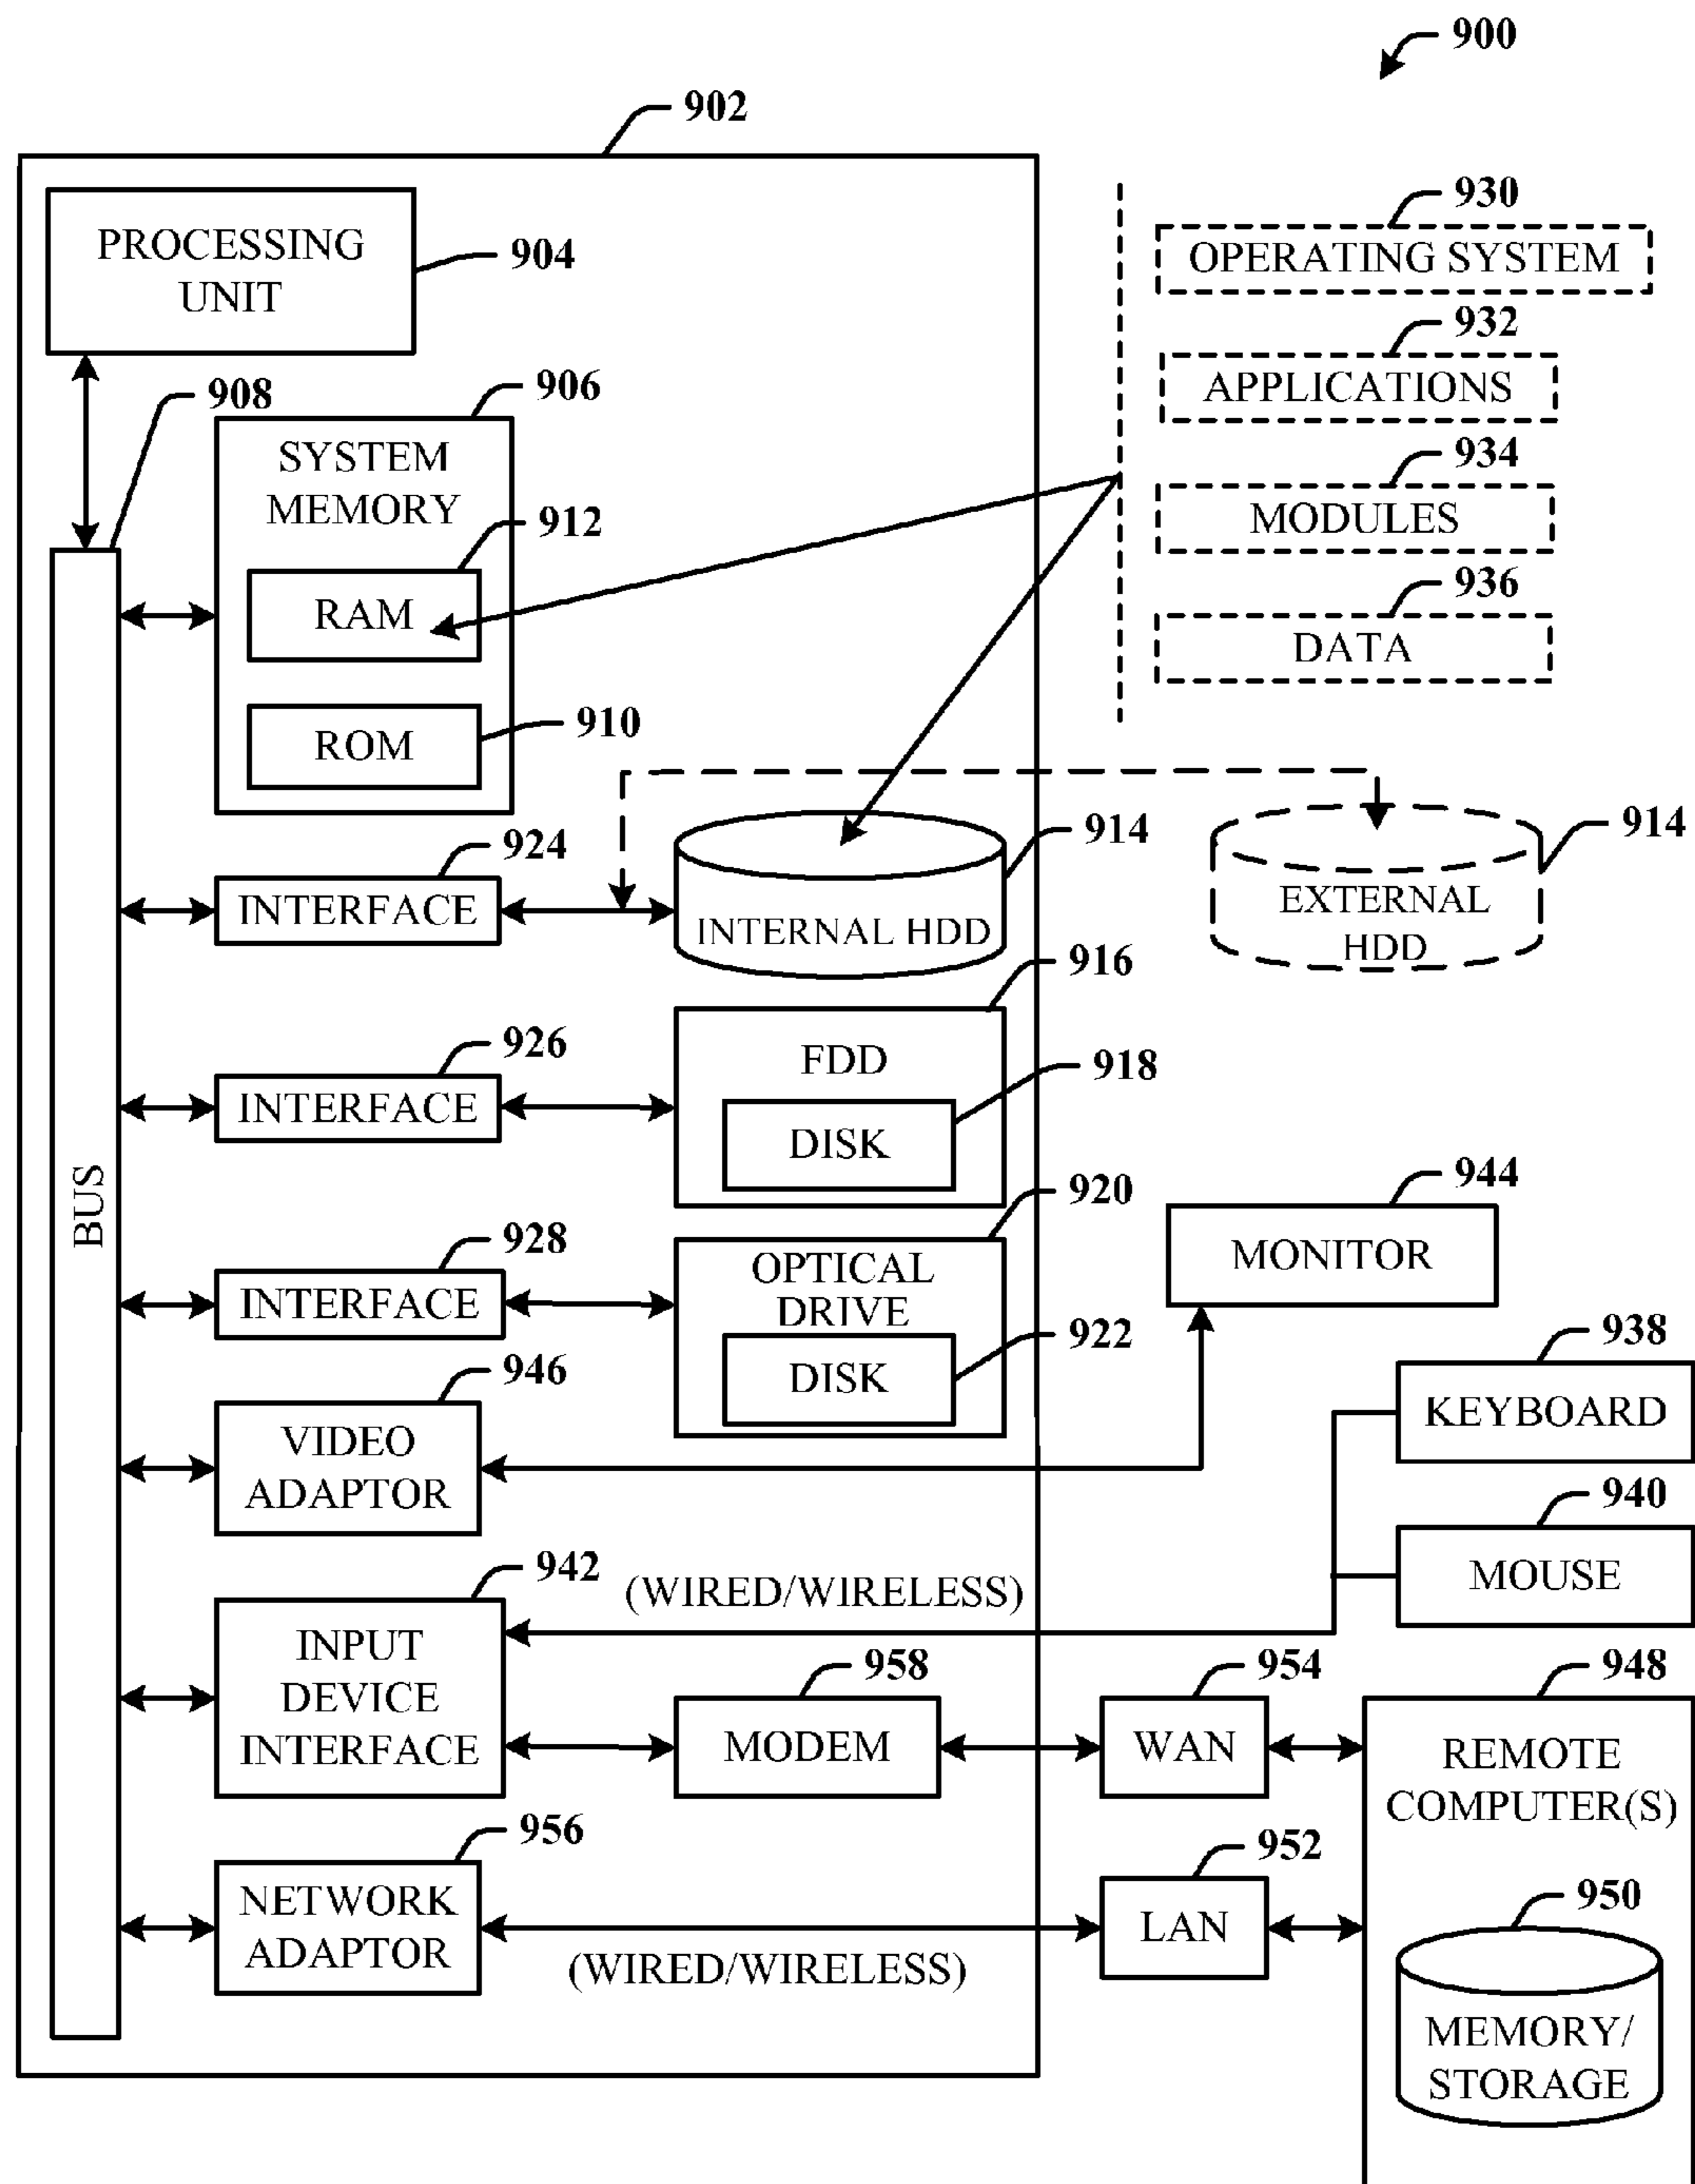 900
902
PROCESSING
UNIT
904
930
OPERATING SYSTEM
932
APPLICATIONS
934
MODULES
936
DATA
908
906
SYSTEM
MEMORY
912
RAM
910
ROM
924
INTERFACE
914
INTERNAL HDD
914
EXTERNAL
HDD
916
FDD
926
INTERFACE
918
DISK
BUS
920
OPTICAL
DRIVE
928
INTERFACE
922
DISK
944
MONITOR
938
KEYBOARD
946
VIDEO
ADAPTOR
940
MOUSE
942
(WIRED/WIRELESS)
INPUT
DEVICE
INTERFACE
958
MODEM
954
WAN
948
REMOTE
COMPUTER(S)
956
NETWORK
ADAPTOR
(WIRED/WIRELESS)
952
LAN
950
MEMORY/
STORAGE